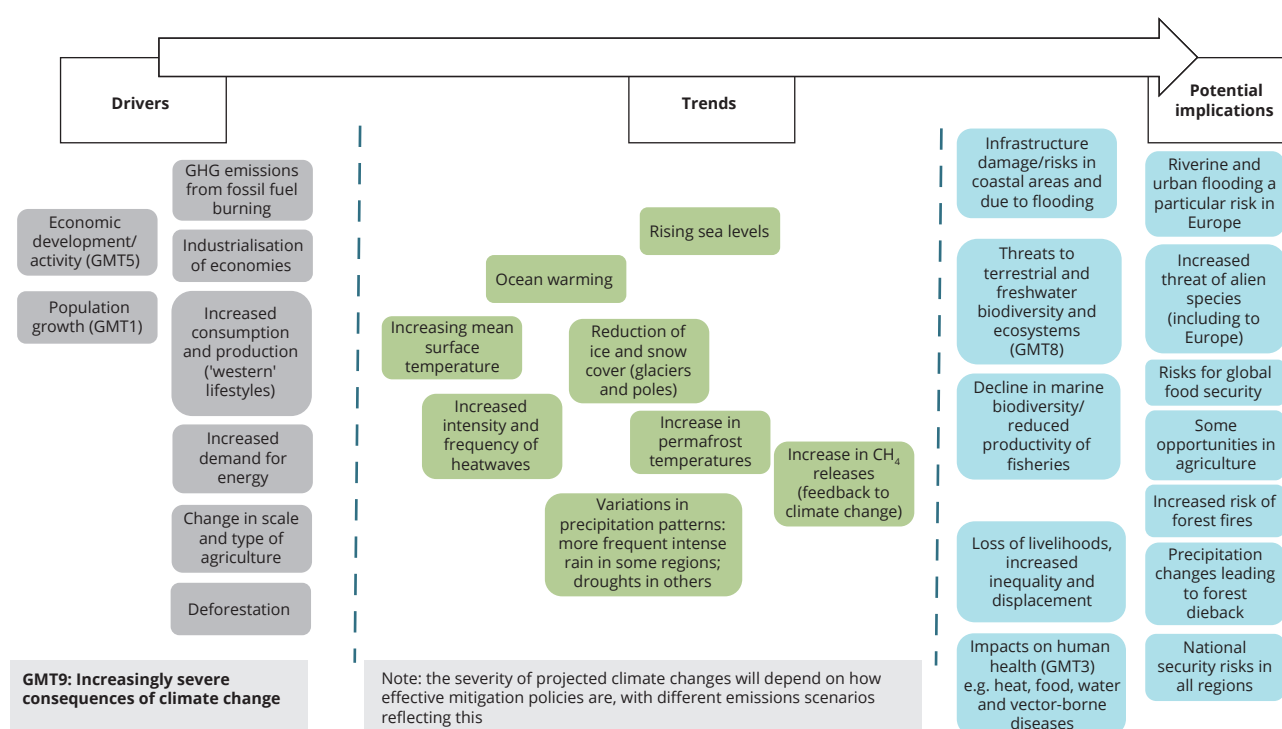 Drivers
Trends
Potential
implications
GHG emissions
from fossil fuel
burning
Economic
development/
activity (GMT5)
Industrialisation
of economies
Population
growth (GMT1)
Increased
consumption
and production
('western'
lifestyles)
Increased
demand for
energy
Change in scale
and type of
agriculture
Deforestation
GMT9: Increasingly severe
consequences of climate change
Rising sea levels
Ocean warming
Increasing mean
surface
temperature
Reduction of
ice and snow
cover (glaciers
and poles)
Increased
intensity and
frequency of
heatwaves
Increase in
permafrost
temperatures
Increase in CH₄
releases
(feedback to
climate change)
Variations in
precipitation patterns:
more frequent intense
rain in some regions;
droughts in others
Note: the severity of projected climate changes will depend on how
effective mitigation policies are, with different emissions scenarios
reflecting this
Infrastructure
damage/risks in
coastal areas and
due to flooding
Threats to
terrestrial and
freshwater
biodiversity and
ecosystems
(GMT8)
Decline in marine
biodiversity/
reduced
productivity of
fisheries
Loss of livelihoods,
increased
inequality and
displacement
Impacts on human
health (GMT3)
e.g. heat, food, water
and vector-borne
diseases
Riverine and
urban flooding a
particular risk in
Europe
Increased
threat of alien
species
(including to
Europe)
Risks for global
food security
Some
opportunities in
agriculture
Increased risk of
forest fires
Precipitation
changes leading
to forest
dieback
National
security risks in
all regions